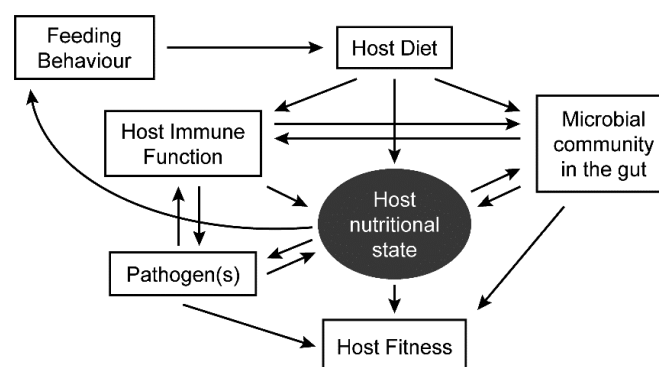 Feeding
Behaviour
Host Diet
Host Immune
Function
Microbial
community
in the gut
Host
nutritional
state
Pathogen(s)
Host Fitness